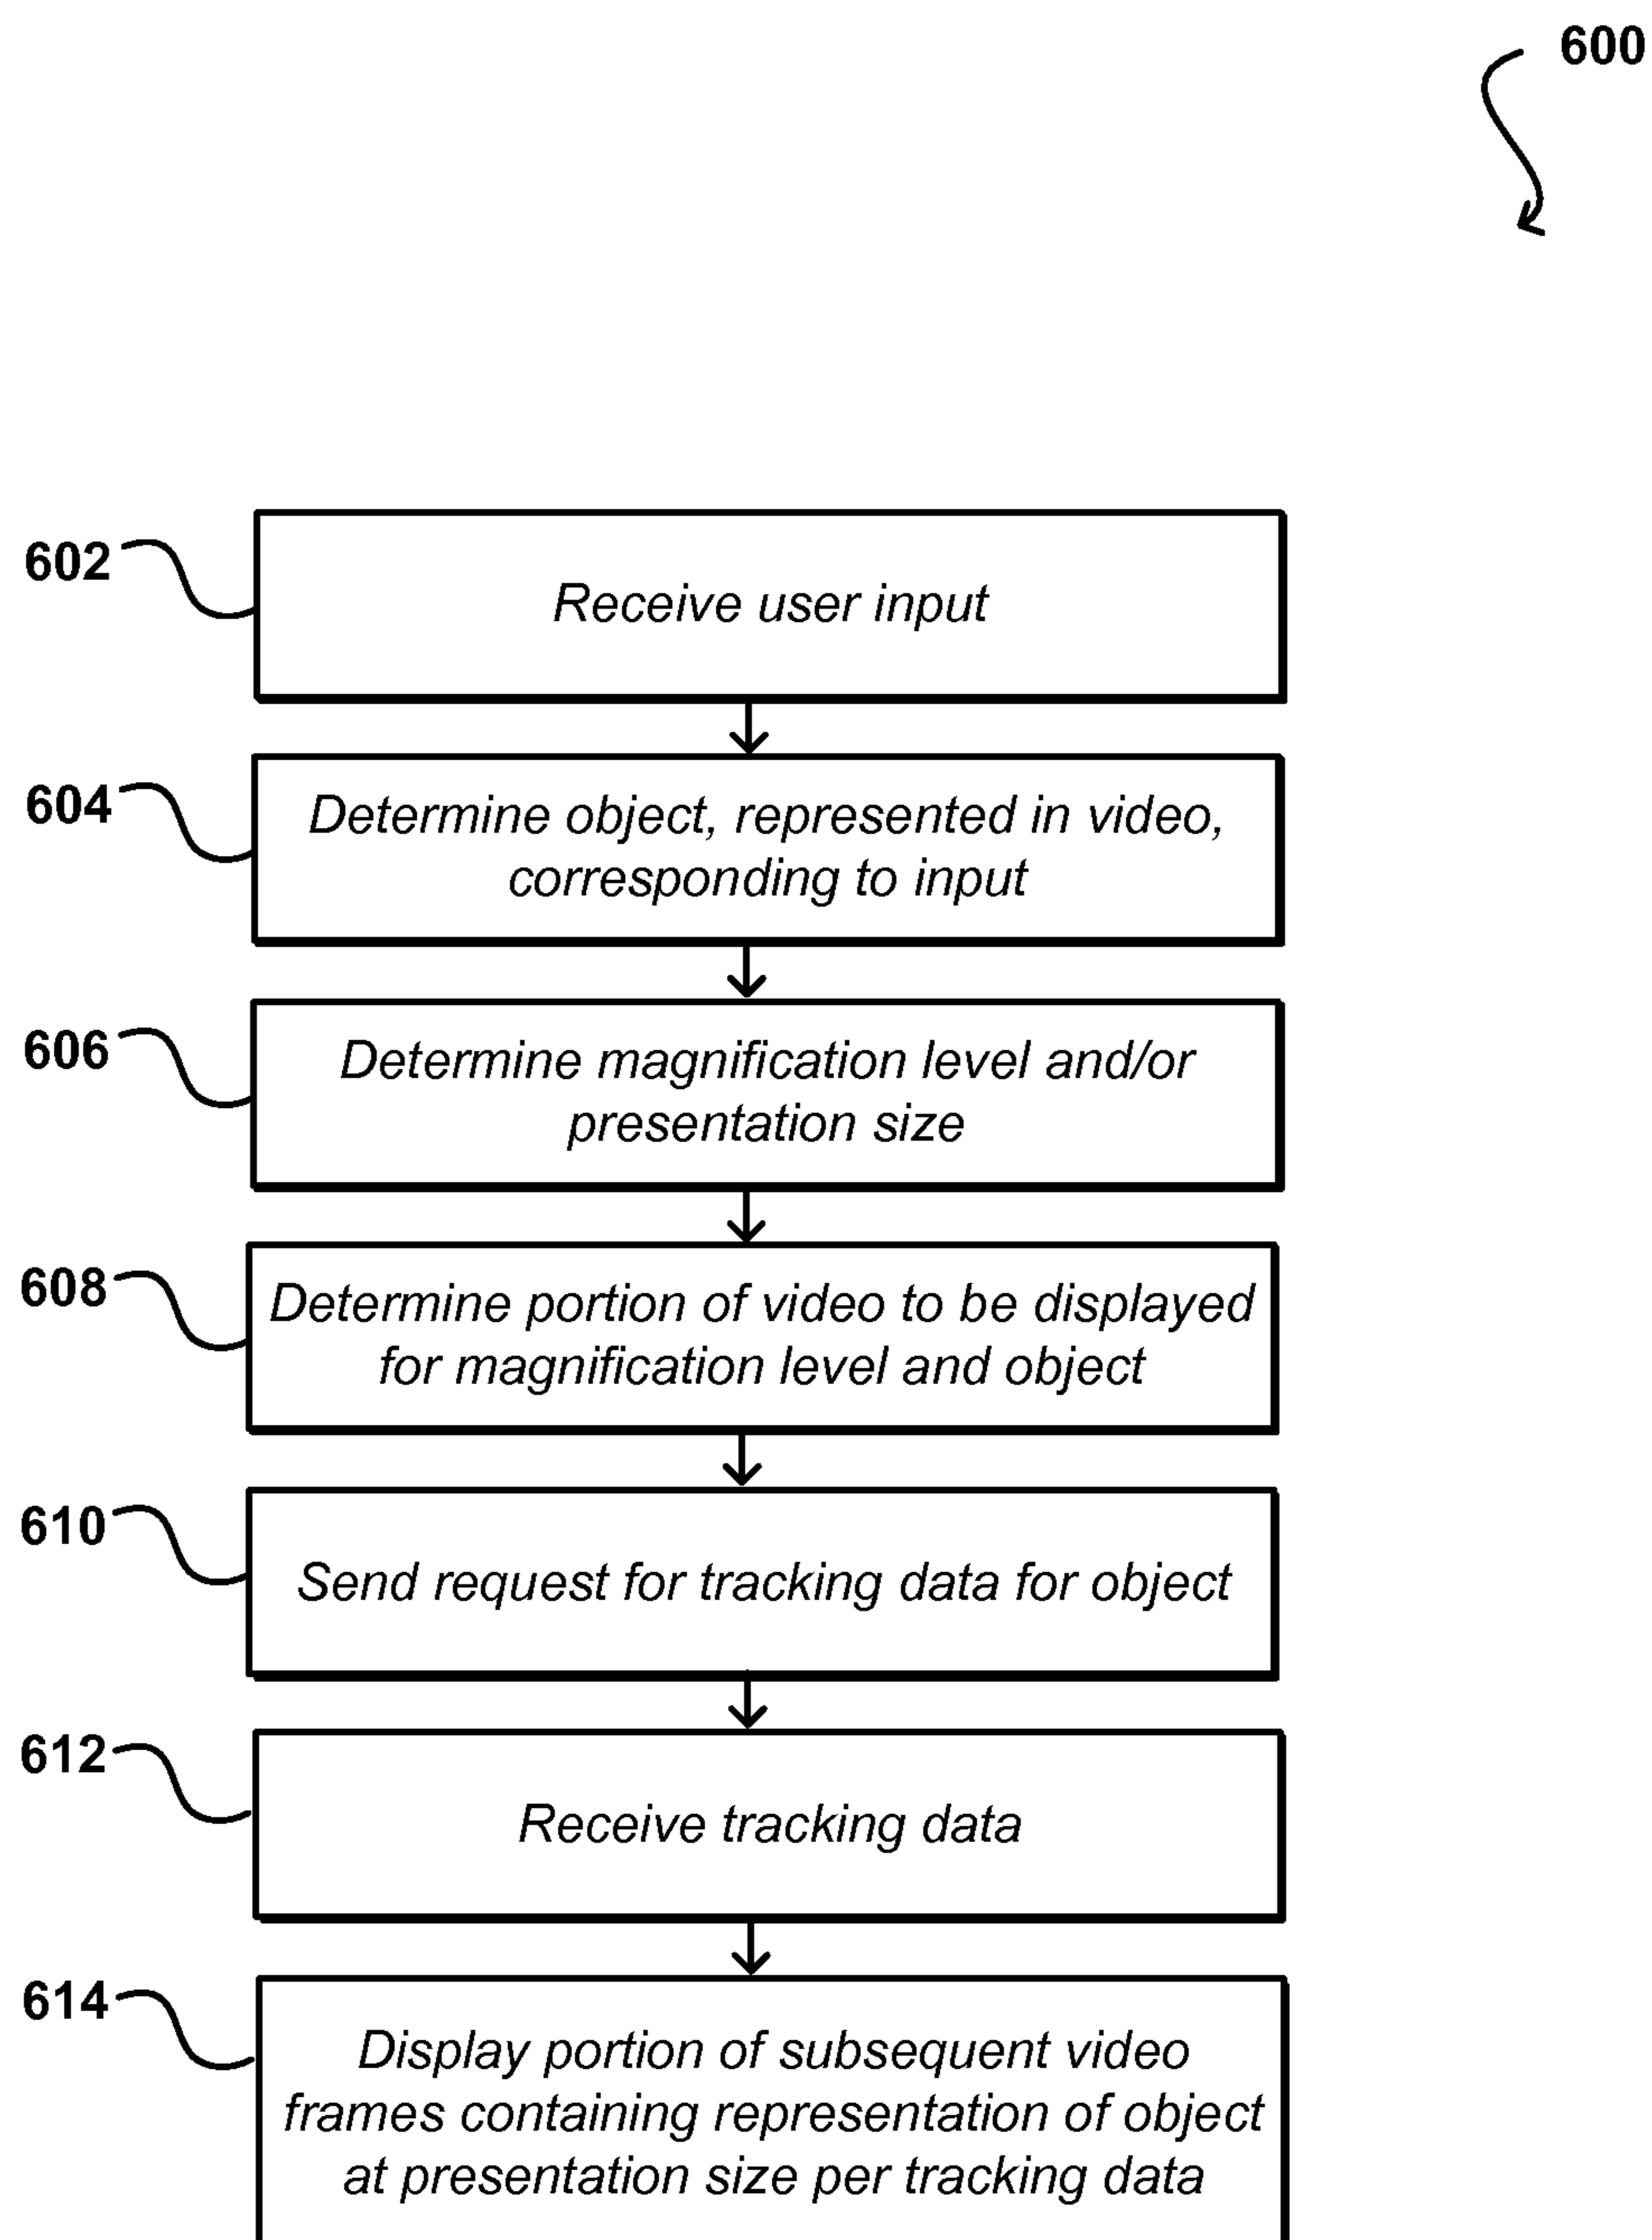 600
602
Receive user input
604
Determine object, represented in video,
corresponding to input
606
Determine magnification level and/or
presentation size
608
Determine portion of video to be displayed
for magnification level and object
610
Send request for tracking data for object
612
Receive tracking data
614
Display portion of subsequent video
frames containing representation of object
at presentation size per tracking data